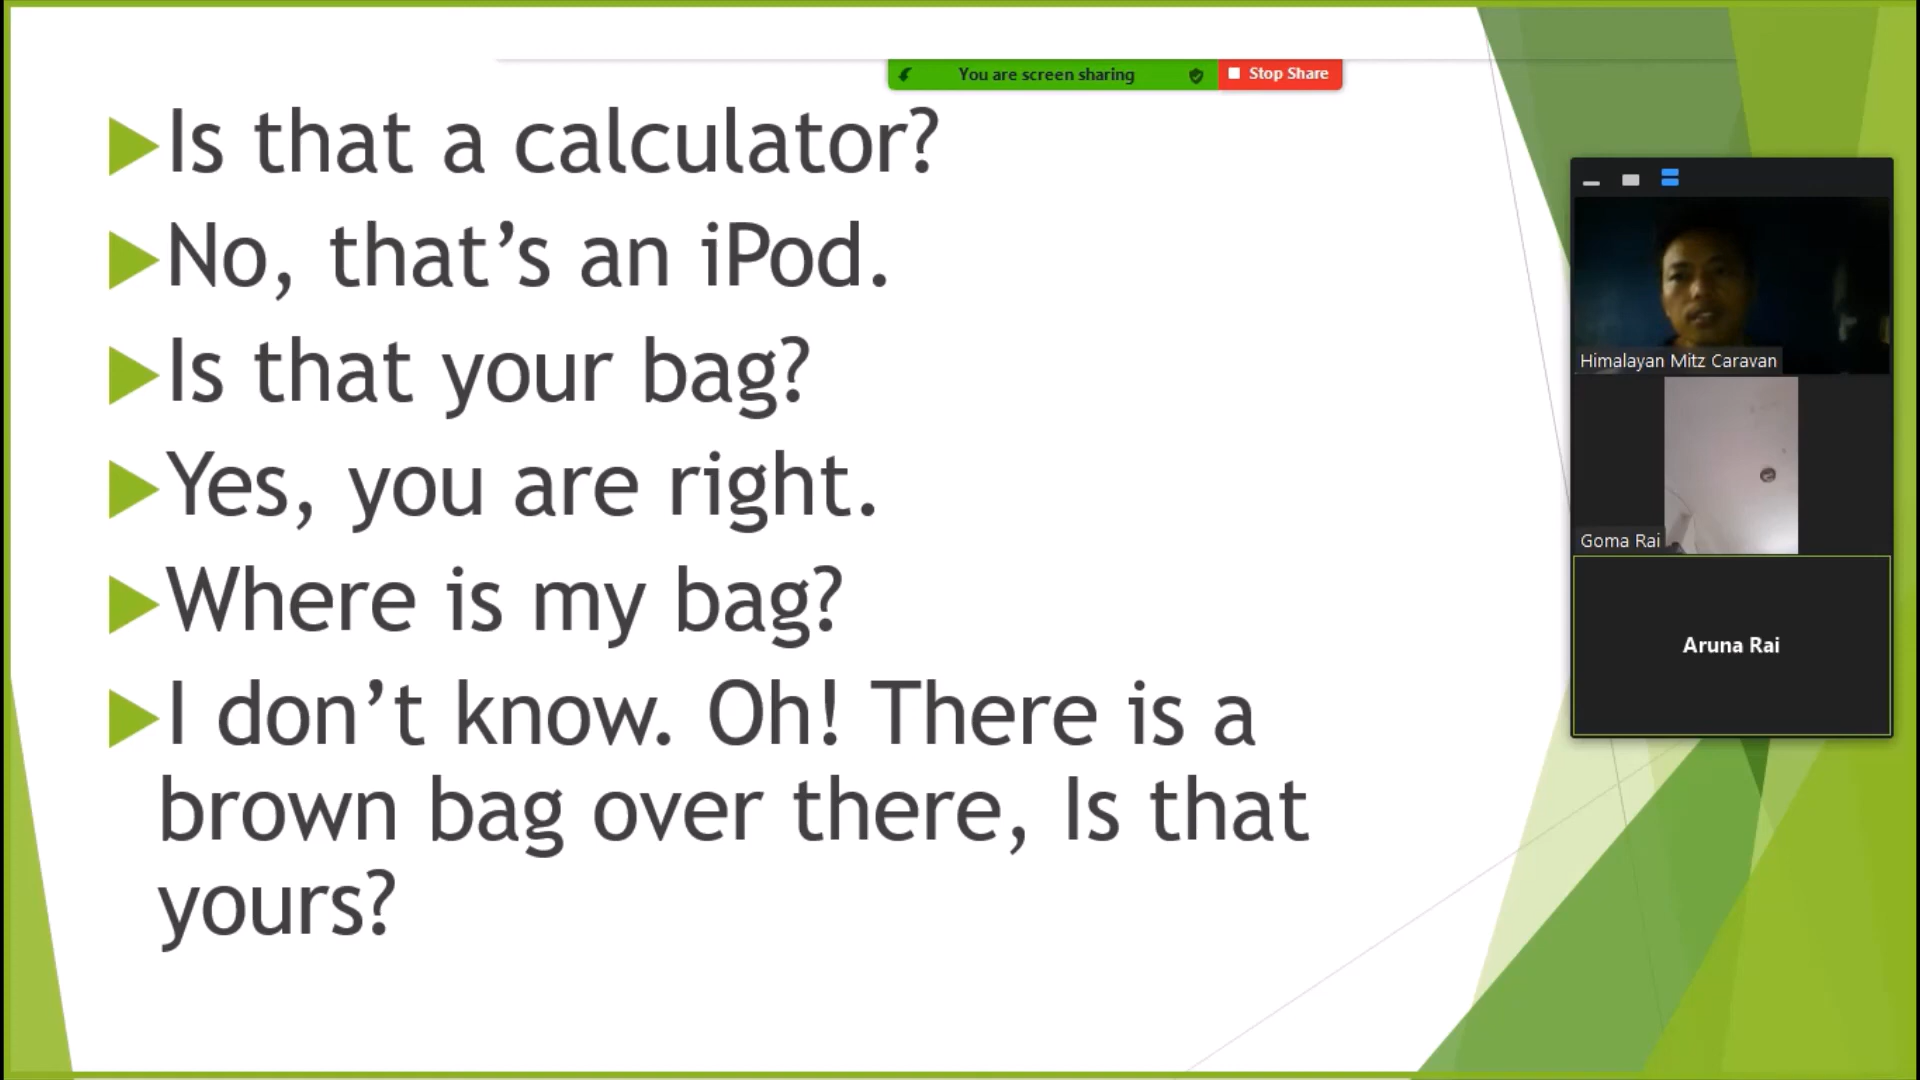 You are screen sharing
Stop Share
Is that a calculator?
No, that’s an iPod.
Is that your bag?
Yes, you are right.
Where is my bag?
I don’t know. Oh! There is a
brown bag over there, Is that
yours?
Himalayan Mitz Caravan
Goma Rai
Aruna Rai